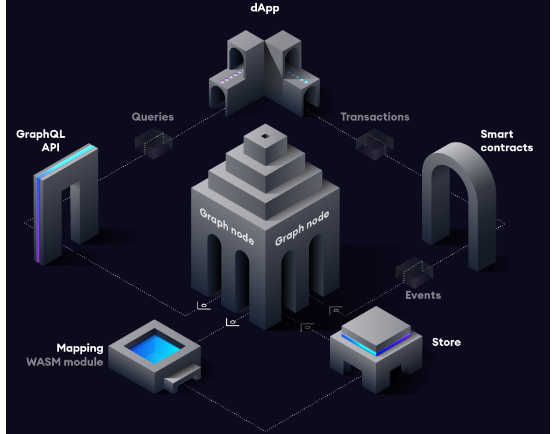 dApp
Queries
Transactions
GraphQL
API
Smart
contracts
Graph node
Graph node
Events
Mapping
WASM module
Store